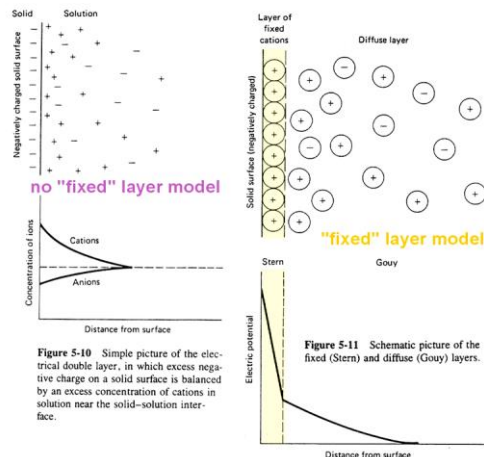 Solid Solution
Negatively charged solid surface
no "fixed" layer model
Concentration of ions
Cations
Anions
Distance from surface
Figure 5-10 Simple picture of the elec-
trical double layer, in which excess nega-
tive charge on a solid surface is balanced
by an excess concentration of cations in
solution near the solid–solution inter-
face.
Layer of
fixed
cations
Diffuse layer
Solid surface (negatively charged)
"fixed" layer model
Stern Gouy
Electric potential
Figure 5-11 Schematic picture of the
fixed (Stern) and diffuse (Gouy) layers.
Distance from surface